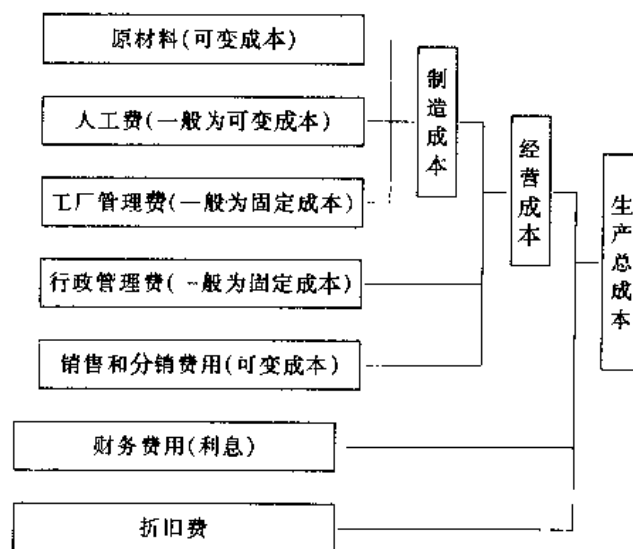 原材料(可变成本)
人工费(一般为可变成本)
工厂管理费(一般为固定成本)
行政管理费(一般为固定成本)
销售和分销费用(可变成本)
财务费用(利息)
折旧费
制造成本
经营成本
生产总成本